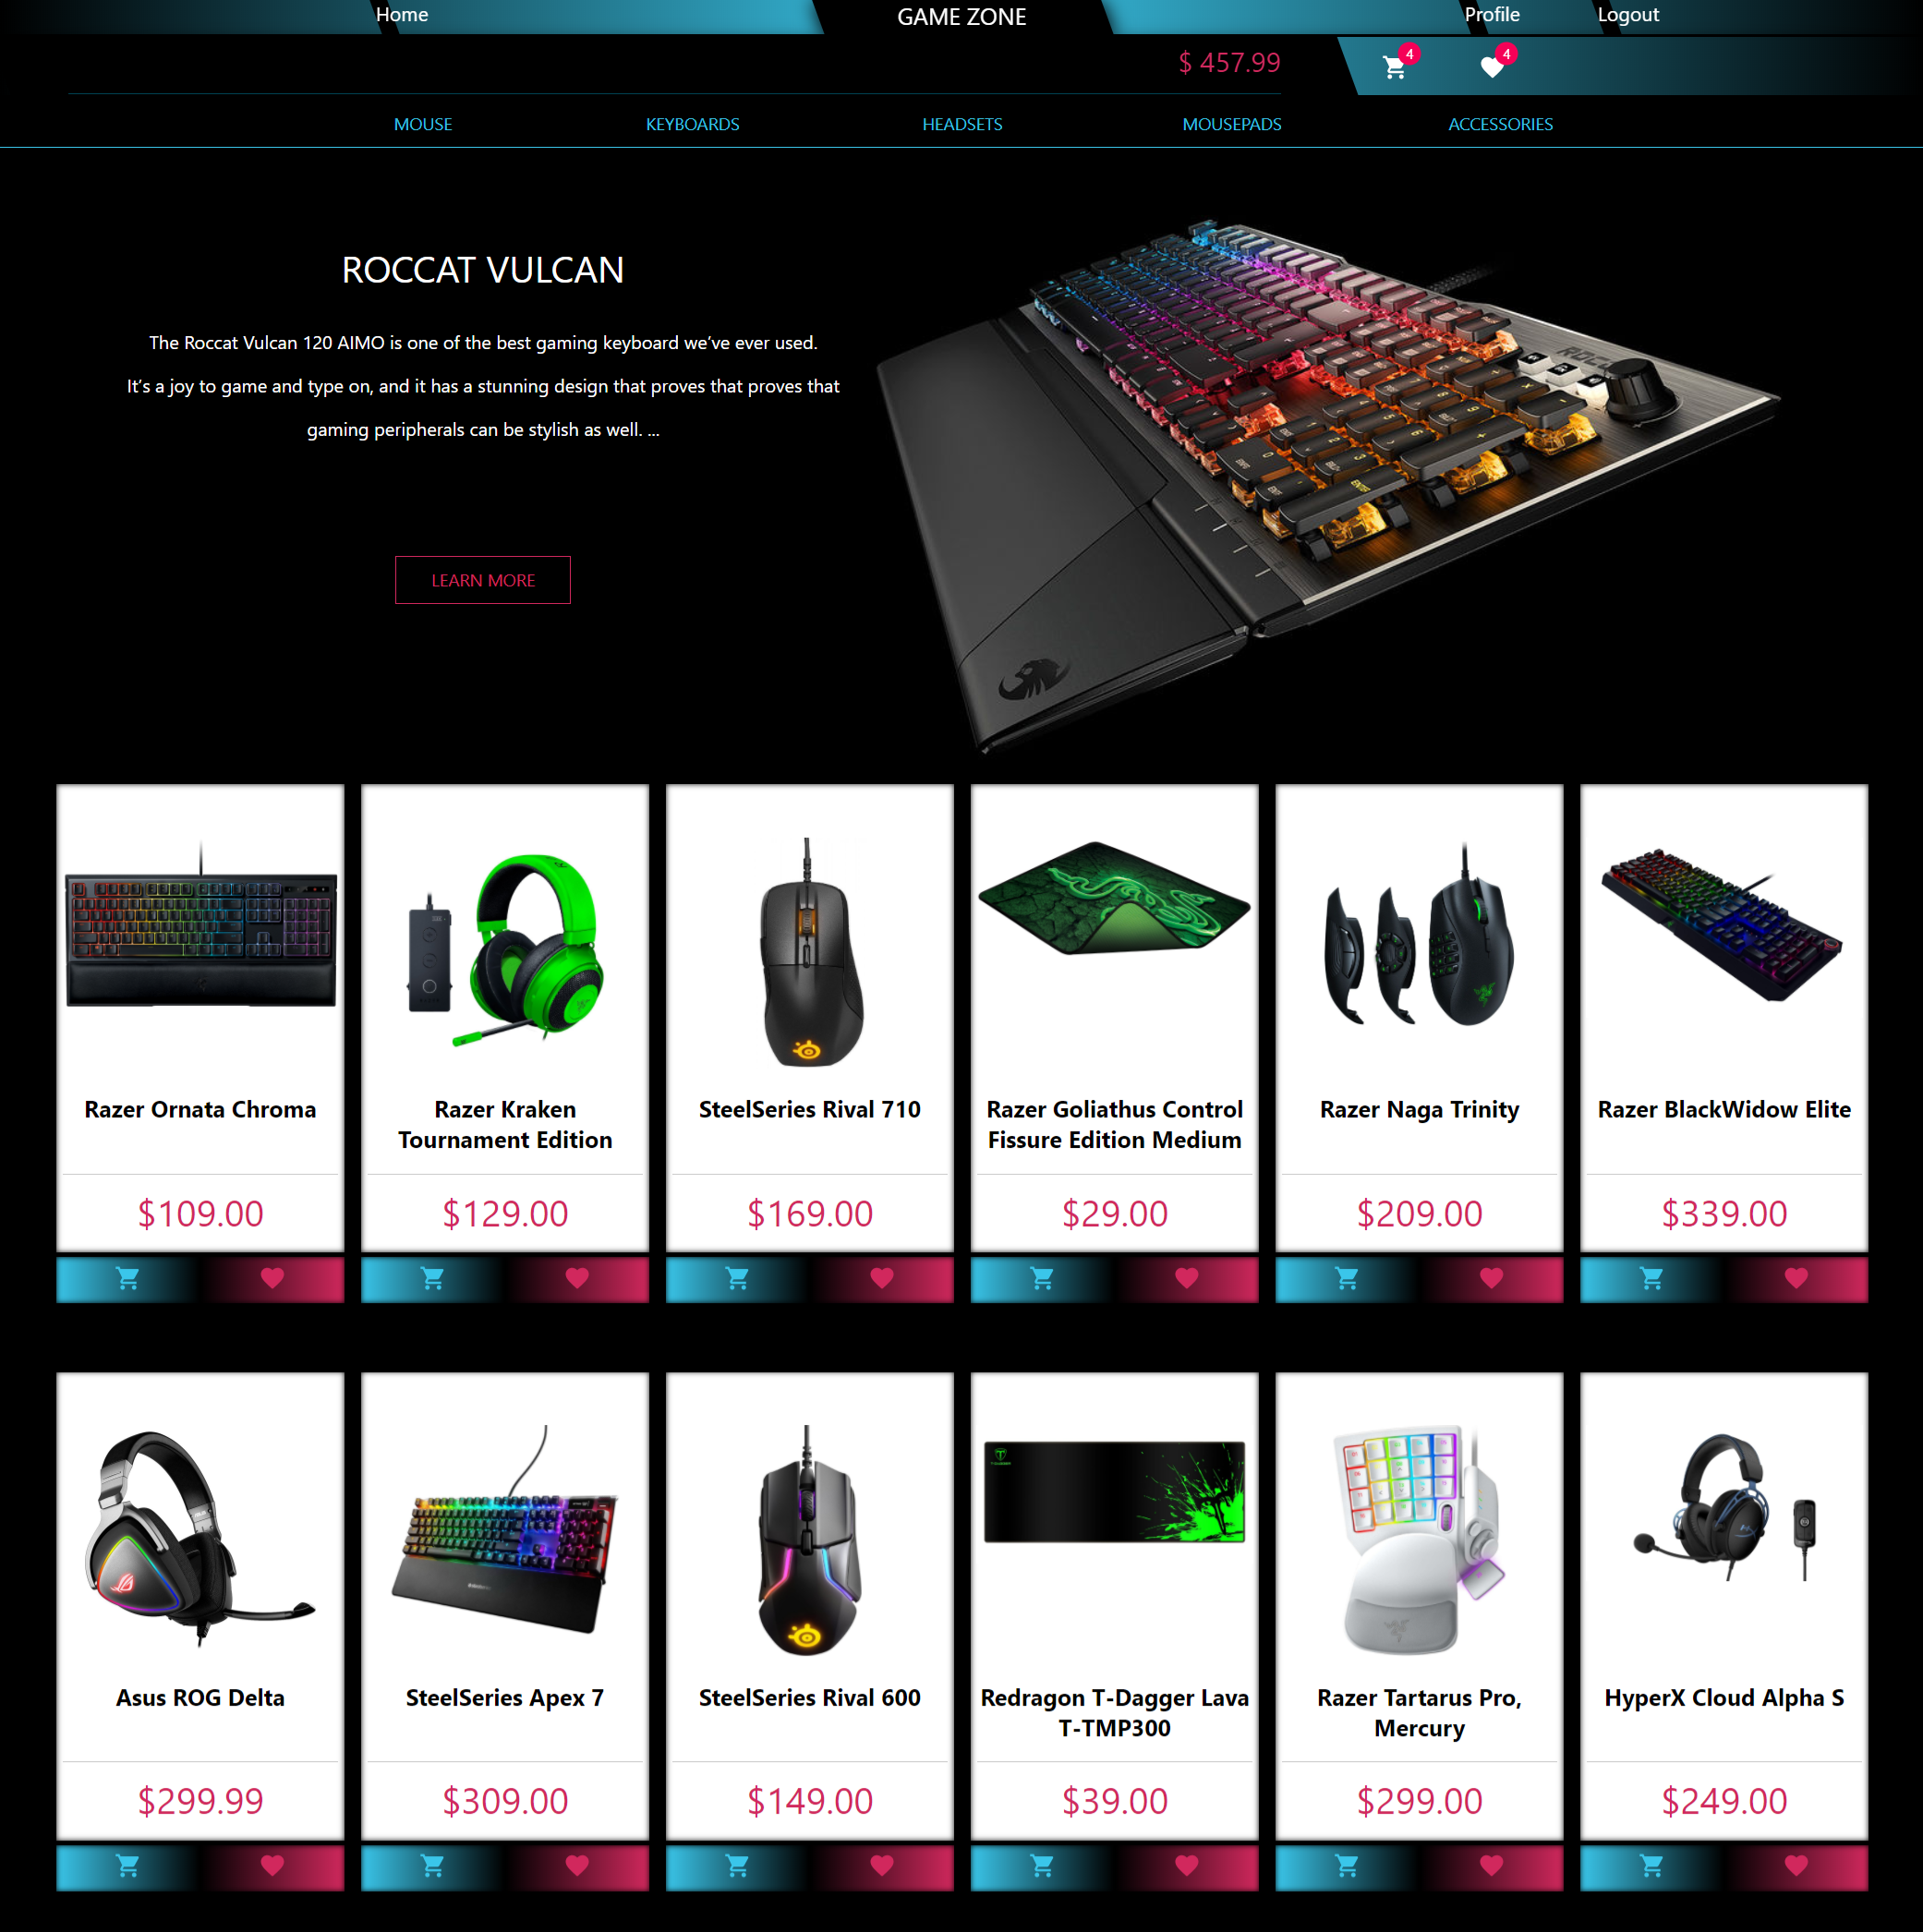 Home
GAME ZONE
Profile
Logout
$ 457.99
4
4
MOUSE
KEYBOARDS
HEADSETS
MOUSEPADS
ACCESSORIES
ROCCAT VULCAN
The Roccat Vulcan 120 AIMO is one of the best gaming keyboard we’ve ever used.
It’s a joy to game and type on, and it has a stunning design that proves that proves that
gaming peripherals can be stylish as well. ...
LEARN MORE
Razer Ornata Chroma
$109.00
Razer Kraken
Tournament Edition
$129.00
SteelSeries Rival 710
$169.00
Razer Goliathus Control
Fissure Edition Medium
$29.00
Razer Naga Trinity
$209.00
Razer BlackWidow Elite
$339.00
Asus ROG Delta
$299.99
SteelSeries Apex 7
$309.00
SteelSeries Rival 600
$149.00
Redragon T-Dagger Lava
T-TMP300
$39.00
Razer Tartarus Pro,
Mercury
$299.00
HyperX Cloud Alpha S
$249.00